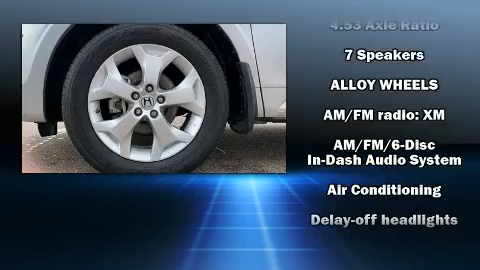 4.53 Axle Ratio
7 Speakers
ALLOY WHEELS
AM/FM radio: XM
AM/FM/6-Disc
In-Dash Audio System
Air Conditioning
Delay-off headlights